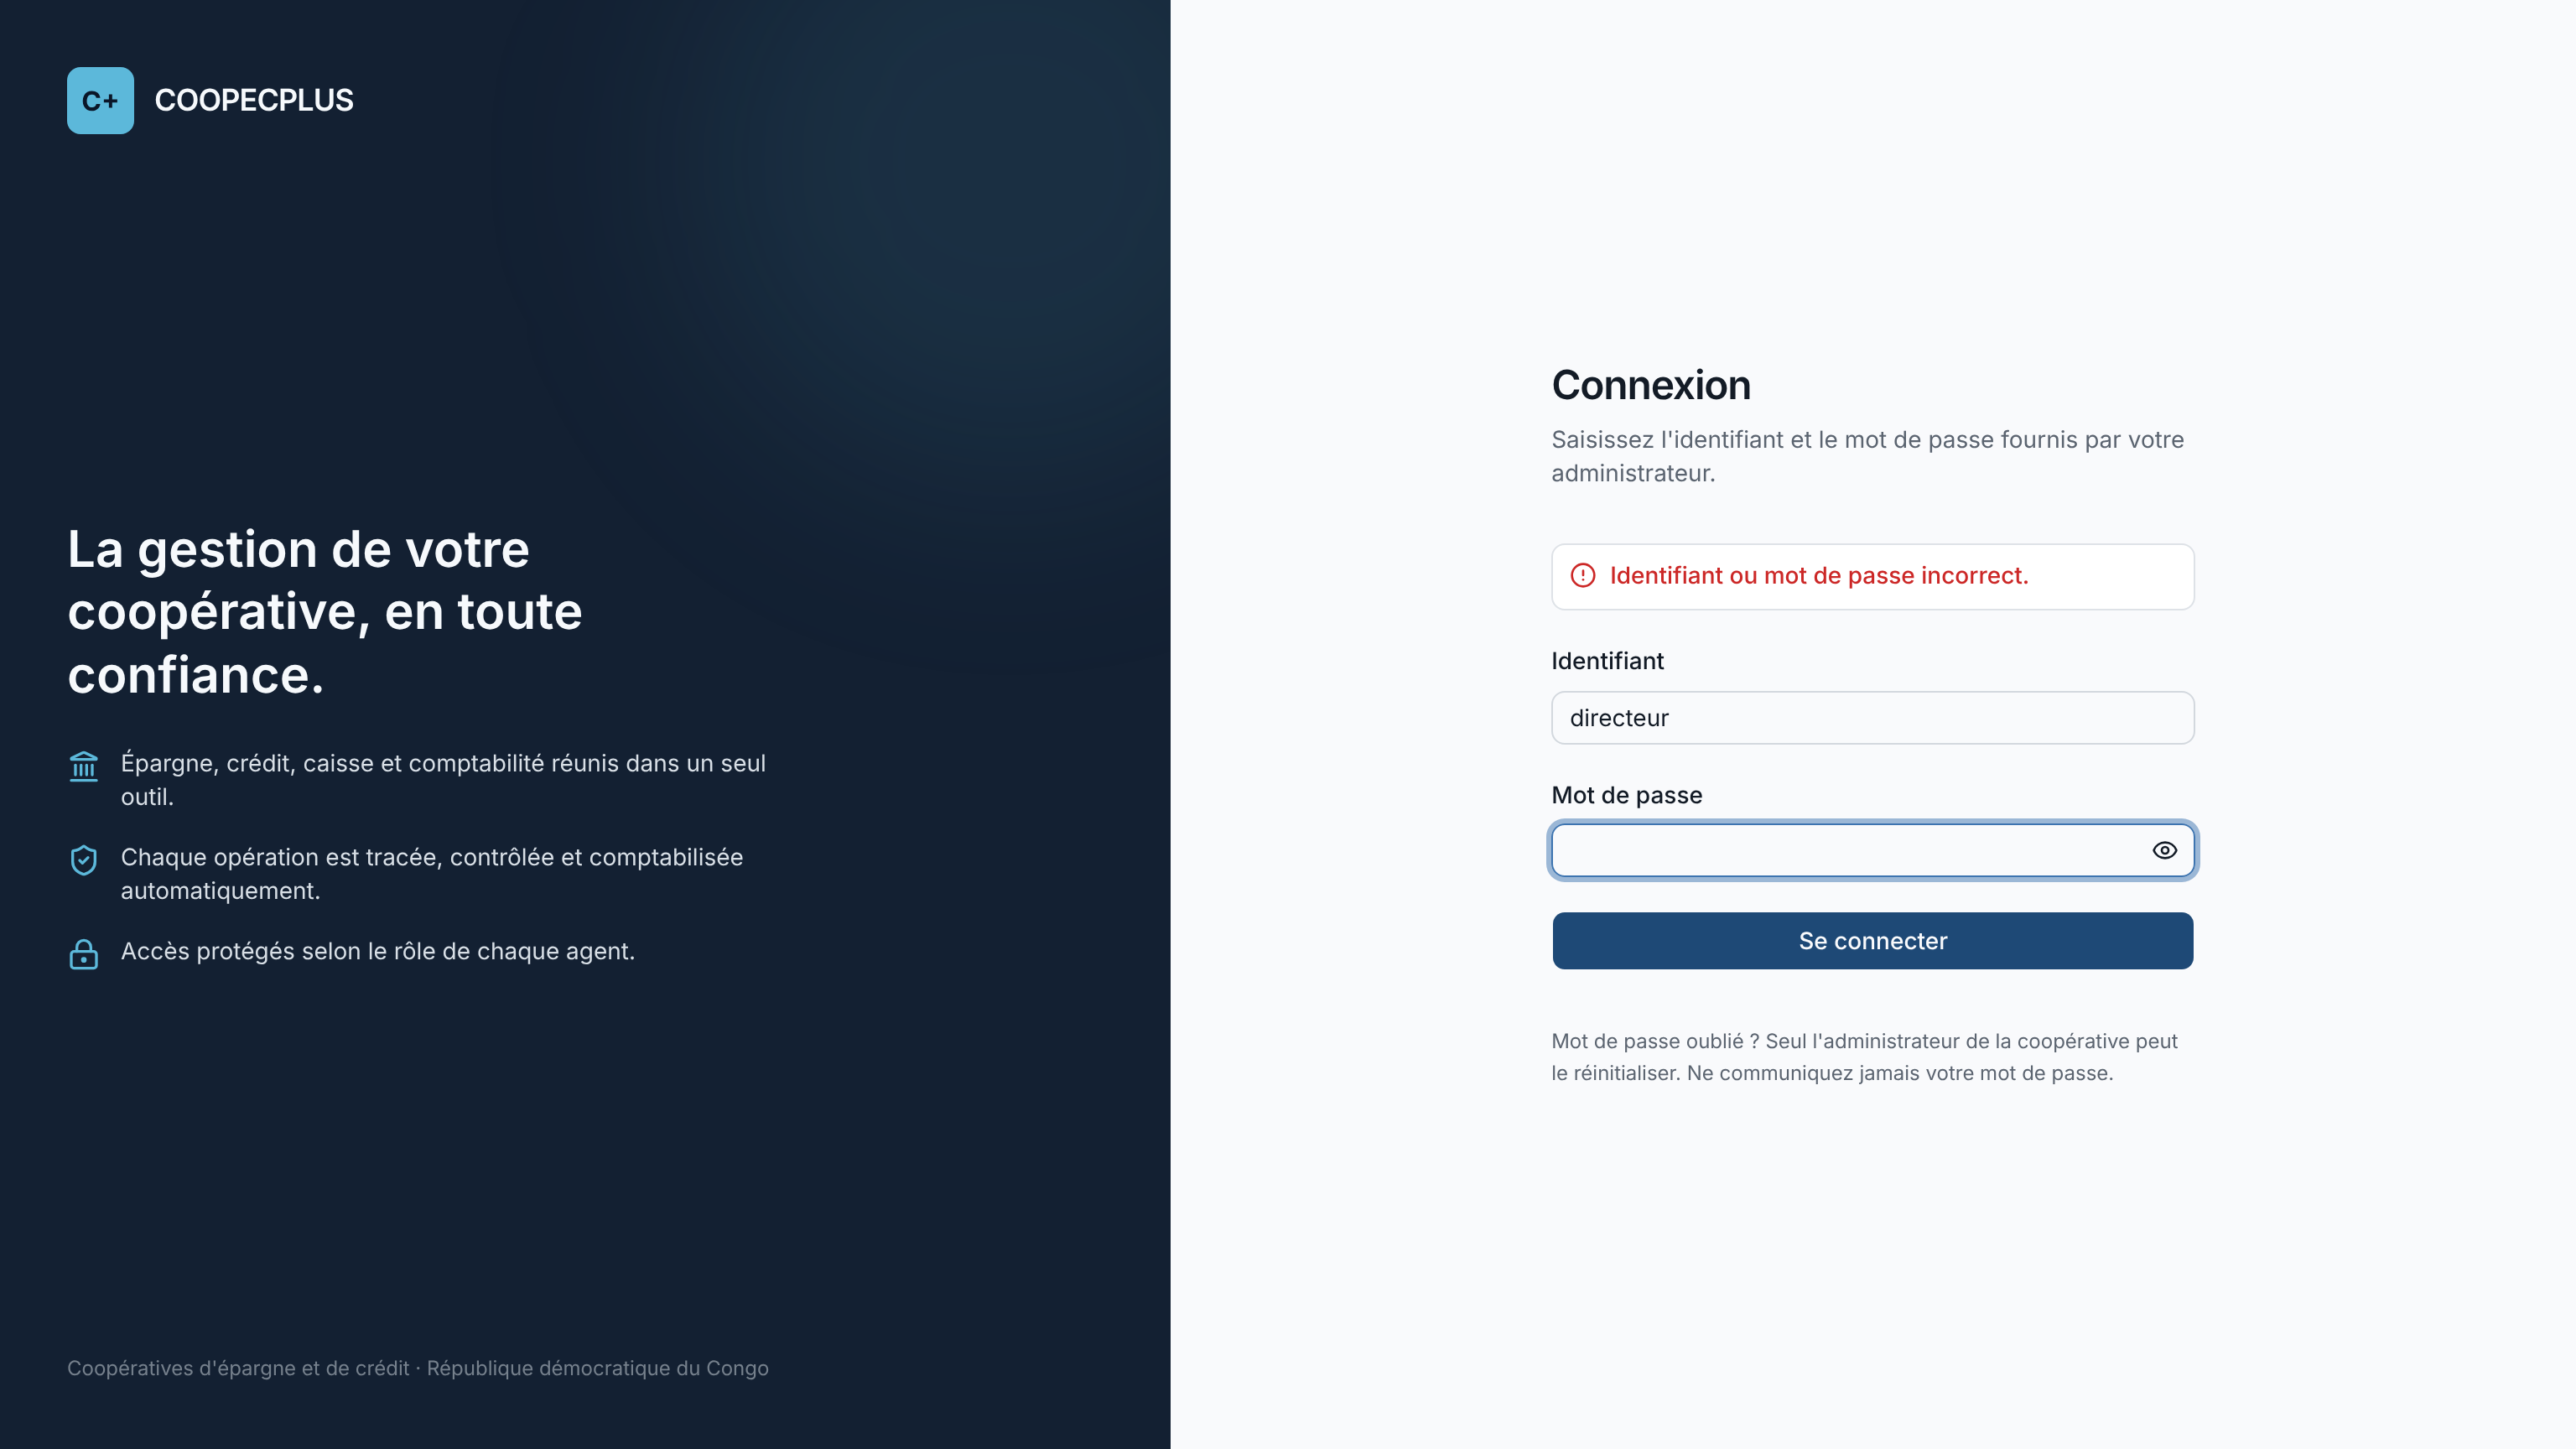 C+ COOPECPLUS
La gestion de votre
coopérative, en toute
confiance.
Épargne, crédit, caisse et comptabilité réunis dans un seul
outil.
Chaque opération est tracée, contrôlée et comptabilisée
automatiquement.
Accès protégés selon le rôle de chaque agent.
Coopératives d'épargne et de crédit · République démocratique du Congo
Connexion
Saisissez l'identifiant et le mot de passe fournis par votre
administrateur.
Identifiant ou mot de passe incorrect.
Identifiant
directeur
Mot de passe
Se connecter
Mot de passe oublié ? Seul l'administrateur de la coopérative peut
le réinitialiser. Ne communiquez jamais votre mot de passe.